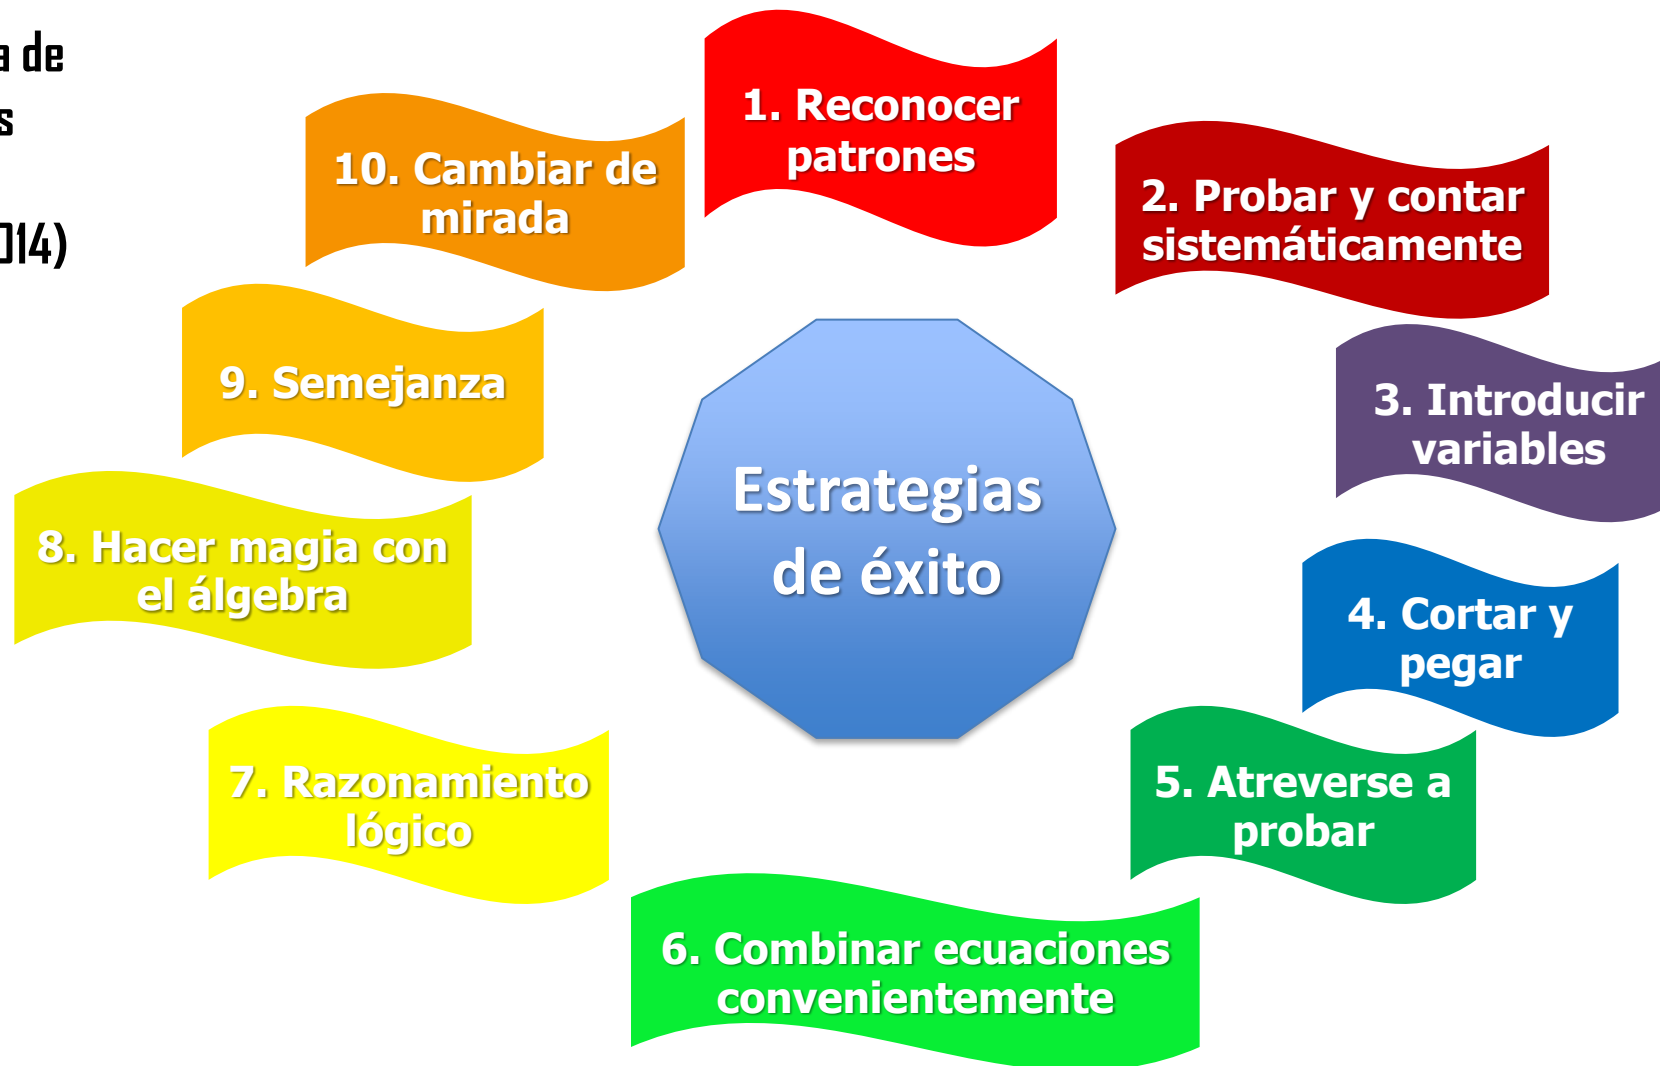 de
1. Reconocer
patrones
2. Probar y contar
sistemáticamente
3. Introducir
variables
4. Cortar y
pegar
5. Atreverse a
probar
6. Combinar ecuaciones
convenientemente
7. Razonamiento
lógico
8. Hacer magia con
el álgebra
9. Semejanza
10. Cambiar de
mirada
Estrategias
de éxito